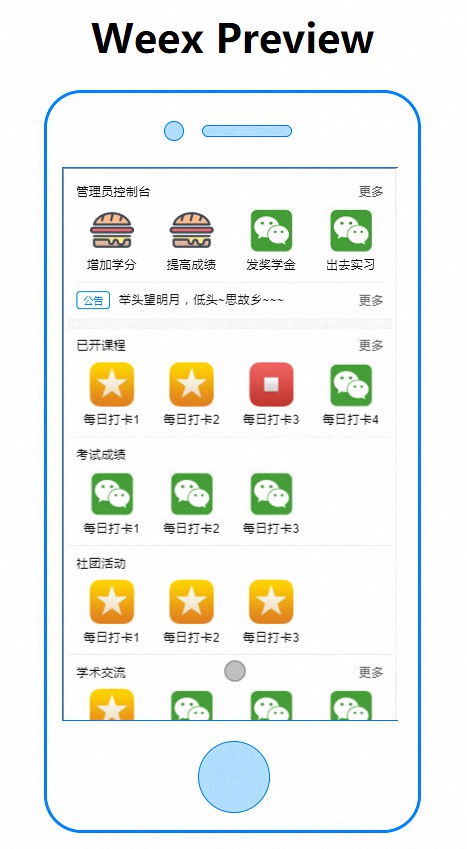 Weex Preview
管理员控制台 更多
增加学分 提高成绩 发奖学金 出去实习
公告 举头望明月，低头~思故乡~~~ 更多
已开课程 更多
每日打卡1 每日打卡2 每日打卡3 每日打卡4
考试成绩
每日打卡1 每日打卡2 每日打卡3
社团活动
每日打卡1 每日打卡2 每日打卡3
学术交流 更多